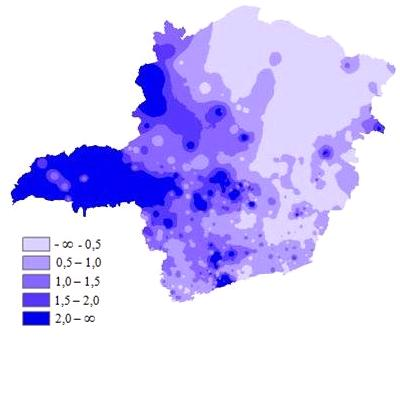 - ∞ - 0,5
0,5 – 1,0
1,0 – 1,5
1,5 – 2,0
2,0 – ∞